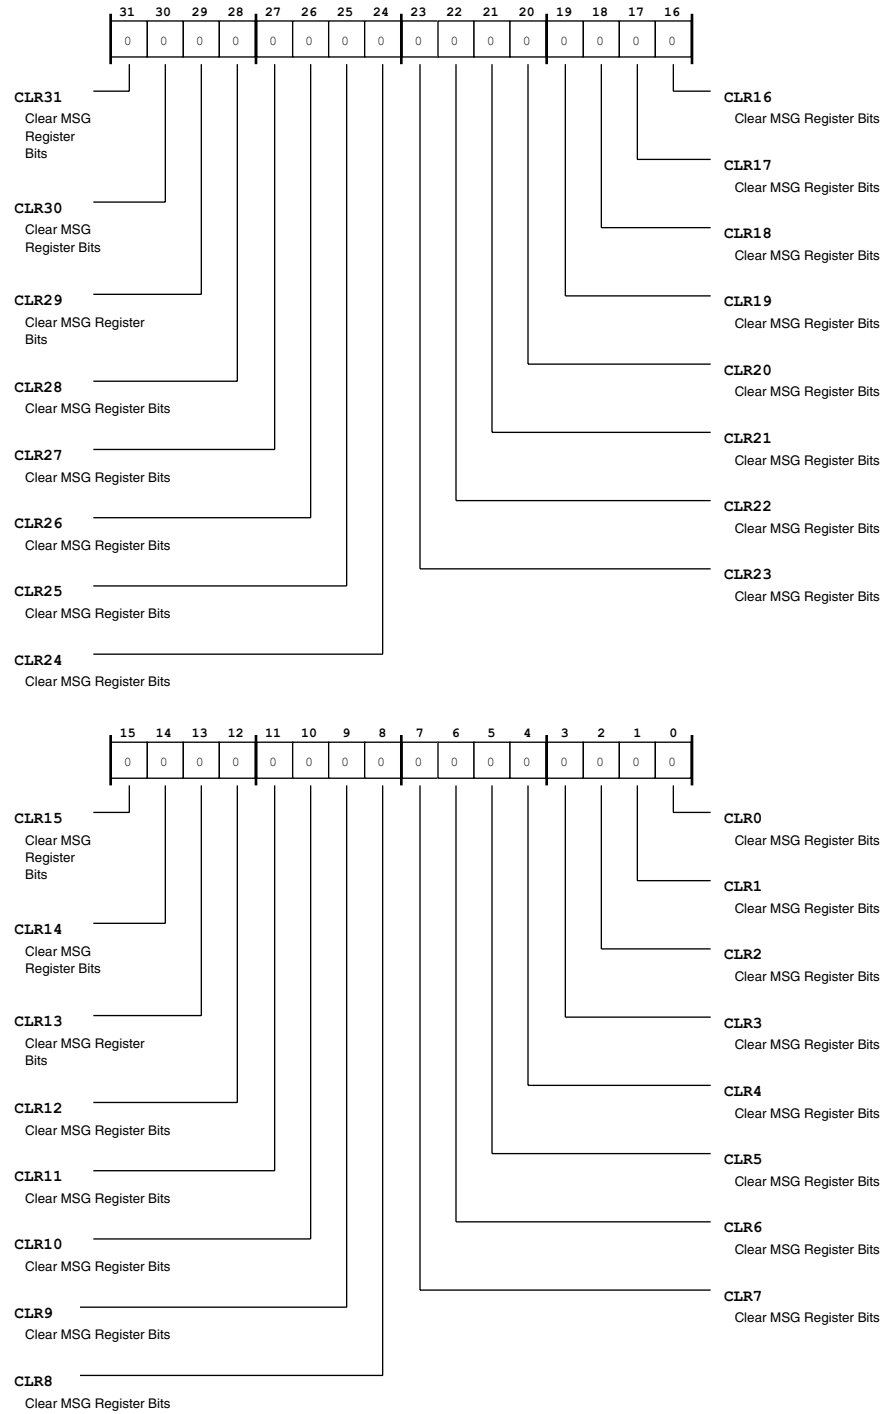 31 30 29 28 27 26 25 24 23 22 21 20 19 18 17 16
0 0 0 0 0 0 0 0 0 0 0 0 0 0 0 0
CLR31
Clear MSG
Register
Bits
CLR30
Clear MSG
Register Bits
CLR29
Clear MSG Register
Bits
CLR28
Clear MSG Register Bits
CLR27
Clear MSG Register Bits
CLR26
Clear MSG Register Bits
CLR25
Clear MSG Register Bits
CLR24
Clear MSG Register Bits
CLR16
Clear MSG Register Bits
CLR17
Clear MSG Register Bits
CLR18
Clear MSG Register Bits
CLR19
Clear MSG Register Bits
CLR20
Clear MSG Register Bits
CLR21
Clear MSG Register Bits
CLR22
Clear MSG Register Bits
CLR23
Clear MSG Register Bits
15 14 13 12 11 10 9 8 7 6 5 4 3 2 1 0
0 0 0 0 0 0 0 0 0 0 0 0 0 0 0 0
CLR15
Clear MSG
Register
Bits
CLR14
Clear MSG
Register Bits
CLR13
Clear MSG Register
Bits
CLR12
Clear MSG Register Bits
CLR11
Clear MSG Register Bits
CLR10
Clear MSG Register Bits
CLR9
Clear MSG Register Bits
CLR8
Clear MSG Register Bits
CLR0
Clear MSG Register Bits
CLR1
Clear MSG Register Bits
CLR2
Clear MSG Register Bits
CLR3
Clear MSG Register Bits
CLR4
Clear MSG Register Bits
CLR5
Clear MSG Register Bits
CLR6
Clear MSG Register Bits
CLR7
Clear MSG Register Bits